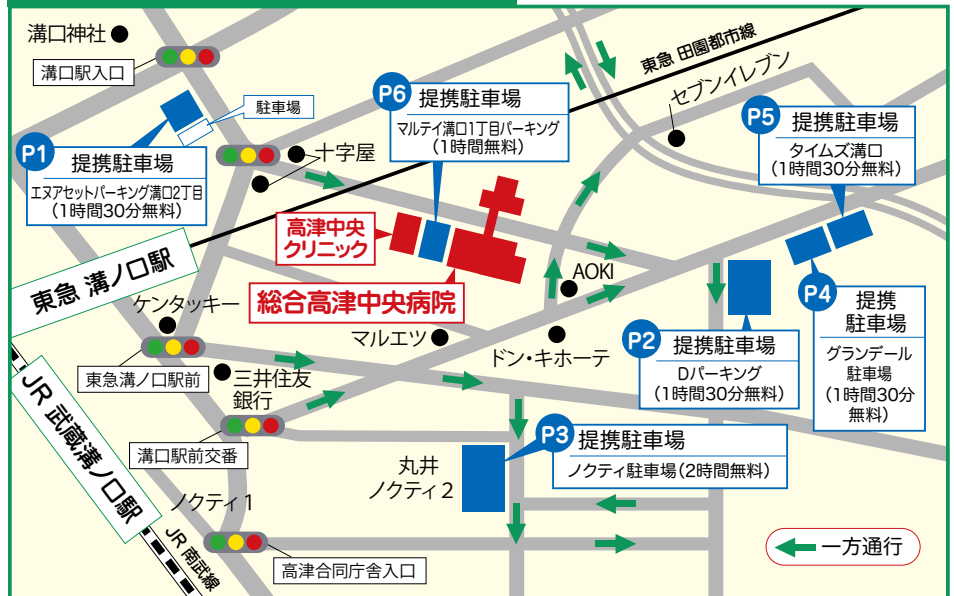 溝口神社
溝口駅入口
駐車場
P1
提携駐車場
エヌアセットパーキング溝口2丁目
(1時間30分無料)
十字屋
P6
提携駐車場
マルテイ溝口1丁目パーキング
(1時間無料)
東急 田園都市線
セブンイレブン
P5
提携駐車場
タイムズ溝口
(1時間30分無料)
高津中央
クリニック
総合高津中央病院
東急 溝ノ口駅
ケンタッキー
東急溝ノ口駅前
マルエツ
AOKI
ドン・キホーテ
P2
提携駐車場
Dパーキング
(1時間30分無料)
P4
提携
駐車場
グランデール
駐車場
(1時間30分
無料)
三井住友
銀行
溝口駅前交番
JR 武蔵溝ノ口駅
P3
提携駐車場
ノクティ駐車場(2時間無料)
丸井
ノクティ2
ノクティ1
JR 南武線
高津合同庁舎入口
一方通行